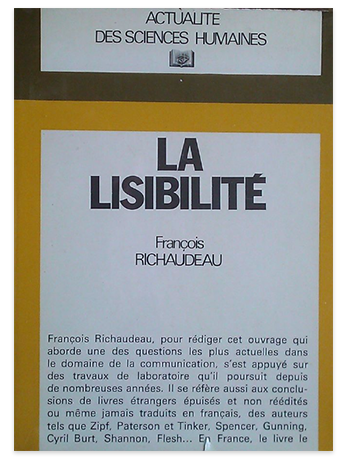 ACTUALITÉ
DES SCIENCES HUMAINES
LA
LISIBILITÉ
François
RICHAUDEAU
François Richaudeau, pour rédiger cet ouvrage qui
aborde une des questions les plus actuelles dans
le domaine de la communication, s'est appuyé sur
des travaux de laboratoire qu'il poursuit depuis
de nombreuses années. Il se réfère aussi aux conclu-
sions de livres étrangers épuisés et non réédités
ou même jamais traduits en français, des auteurs
tels que Zipf, Paterson et Tinker, Spencer, Gunning,
Cyril Burt, Shannon, Flesh... En France, le livre le